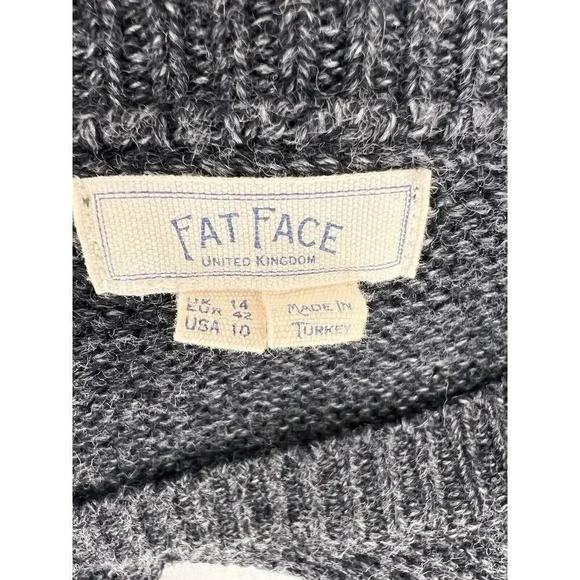 FAT FACE
UNITED KINGDOM
UK 14
EUR 42
USA 10
MADE IN
TURKEY